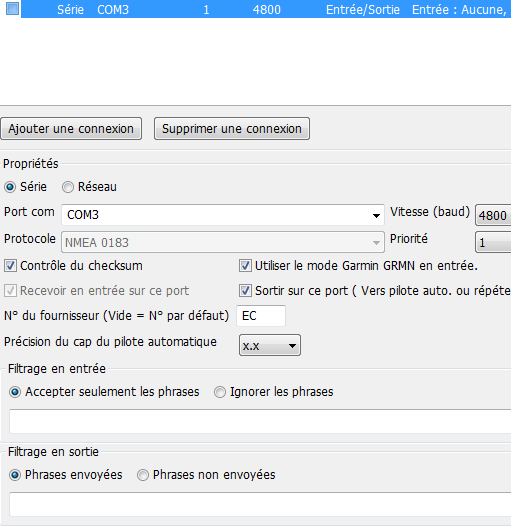 Série COM3 1 4800 Entrée/Sortie Entrée : Aucune,
Ajouter une connexion Supprimer une connexion
Propriétés
Série Réseau
Port com COM3 Vitesse (baud) 4800
Protocole NMEA 0183 Priorité 1
Contrôle du checksum Utiliser le mode Garmin GRMN en entrée.
Recevoir en entrée sur ce port Sortir sur ce port ( Vers pilote auto. ou répéte
N° du fournisseur (Vide = N° par défaut) EC
Précision du cap du pilote automatique x.x
Filtrage en entrée
Accepter seulement les phrases Ignorer les phrases
Filtrage en sortie
Phrases envoyées Phrases non envoyées